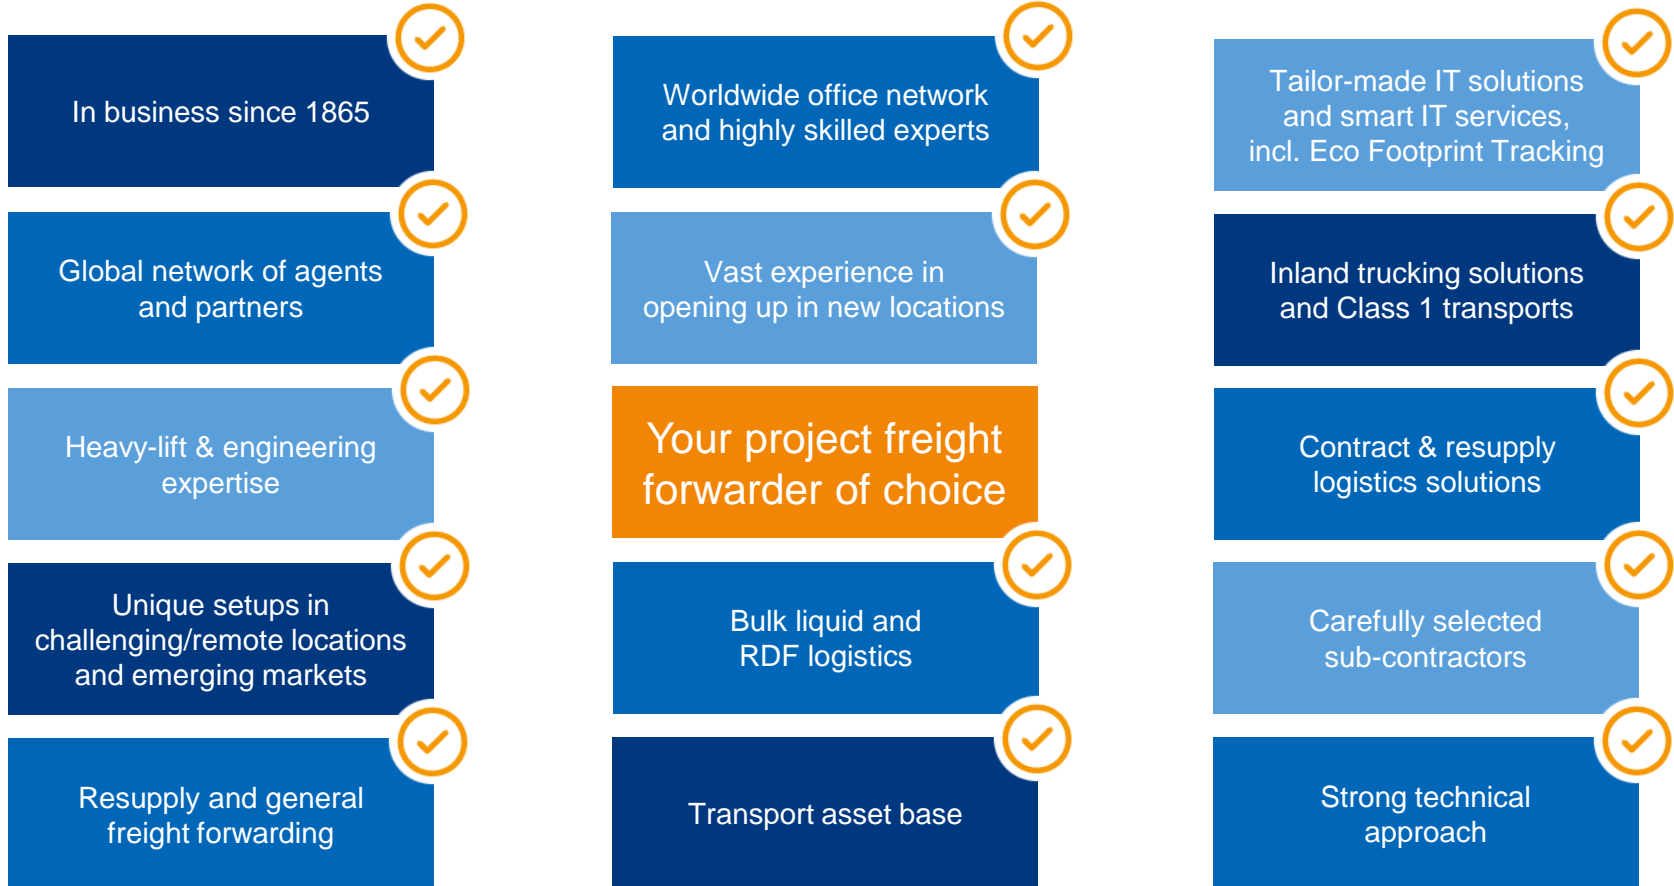 In business since 1865
Global network of agents
and partners
Heavy-lift & engineering
expertise
Unique setups in
challenging/remote locations
and emerging markets
Resupply and general
freight forwarding
Worldwide office network
and highly skilled experts
Vast experience in
opening up in new locations
Your project freight
forwarder of choice
Bulk liquid and
RDF logistics
Transport asset base
Tailor-made IT solutions
and smart IT services,
incl. Eco Footprint Tracking
Inland trucking solutions
and Class 1 transports
Contract & resupply
logistics solutions
Carefully selected
sub-contractors
Strong technical
approach